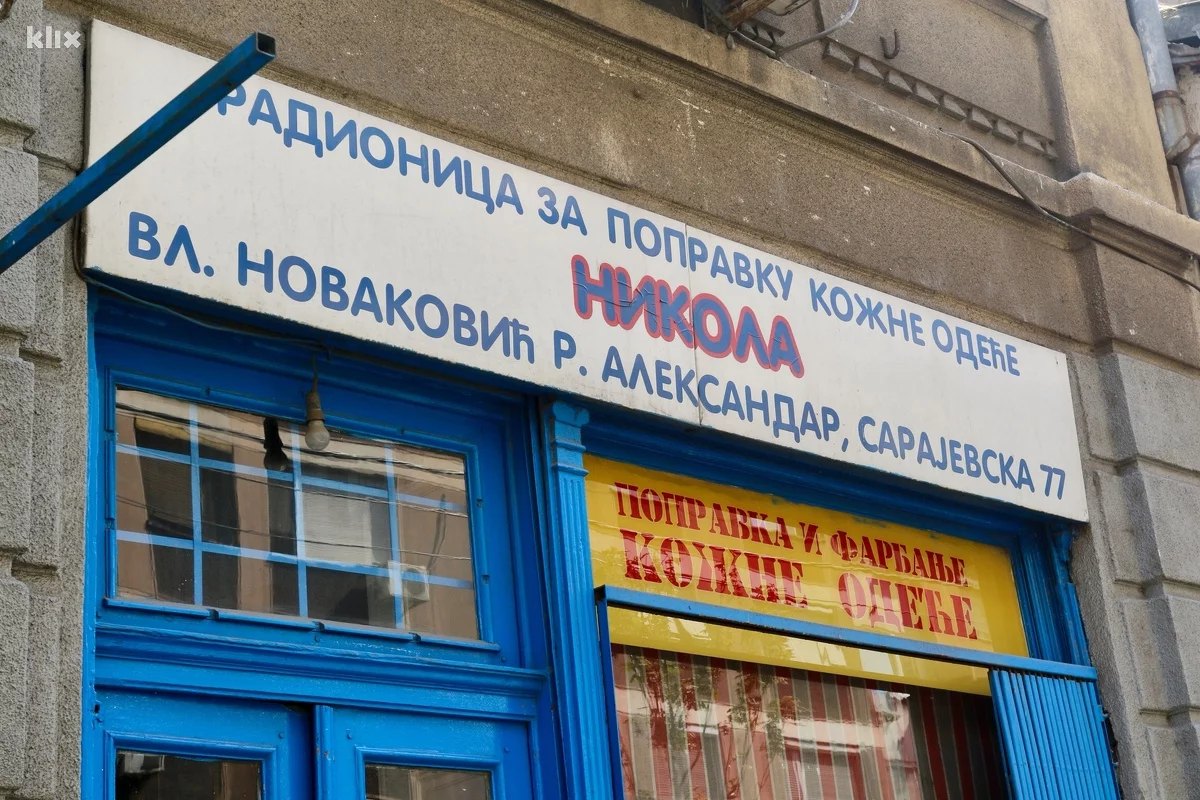 klix
РАДИОНИЦА ЗА ПОПРАВКУ КОЖНЕ ОДЕЋЕ
НИКОЛА
ВЛ. НОВАКОВИЋ Р. АЛЕКСАНДАР, САРАЈЕВСКА 77
ПОПРАВКА И ФАРБАЊЕ
КОЖНЕ ОДЕЋЕ